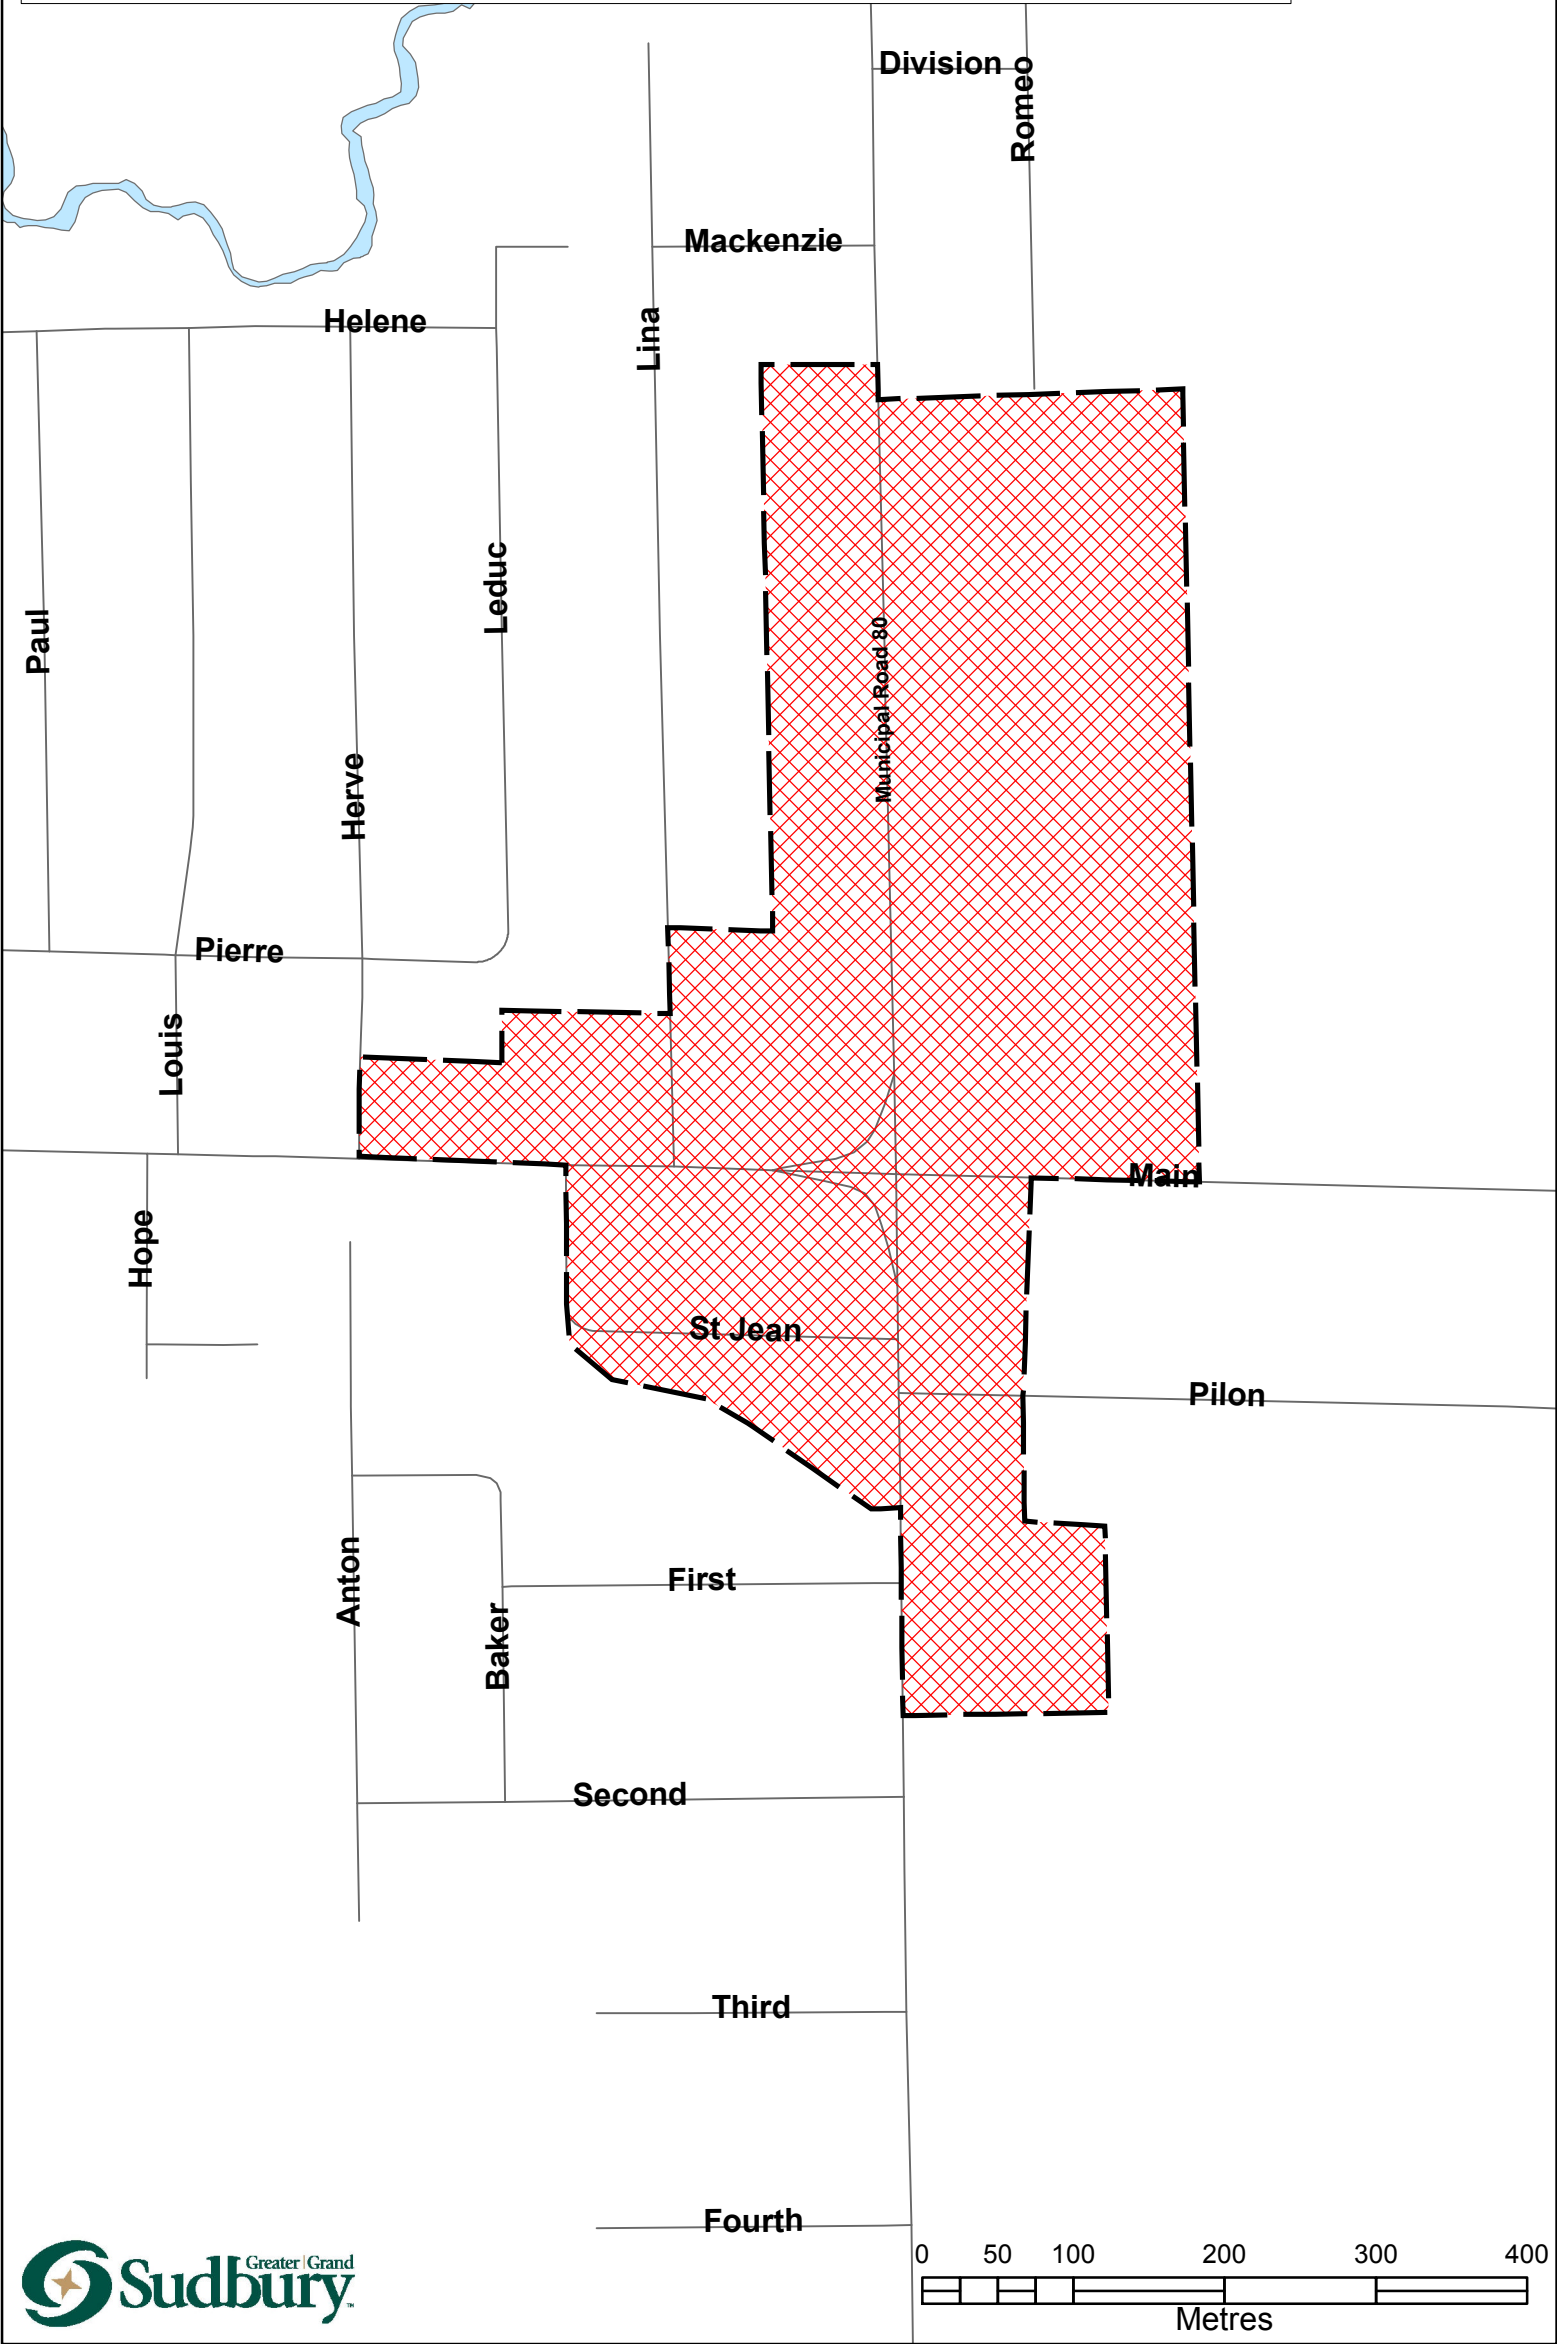 Division
Romeo
Mackenzie
Helene
Lina
Leduc
Paul
Municipal Road 80
Herve
Pierre
Louis
Main
Hope
St Jean
Pilon
Anton
First
Baker
Second
Third
Fourth
Greater | Grand
Sudbury™
0 50 100 200 300 400
Metres